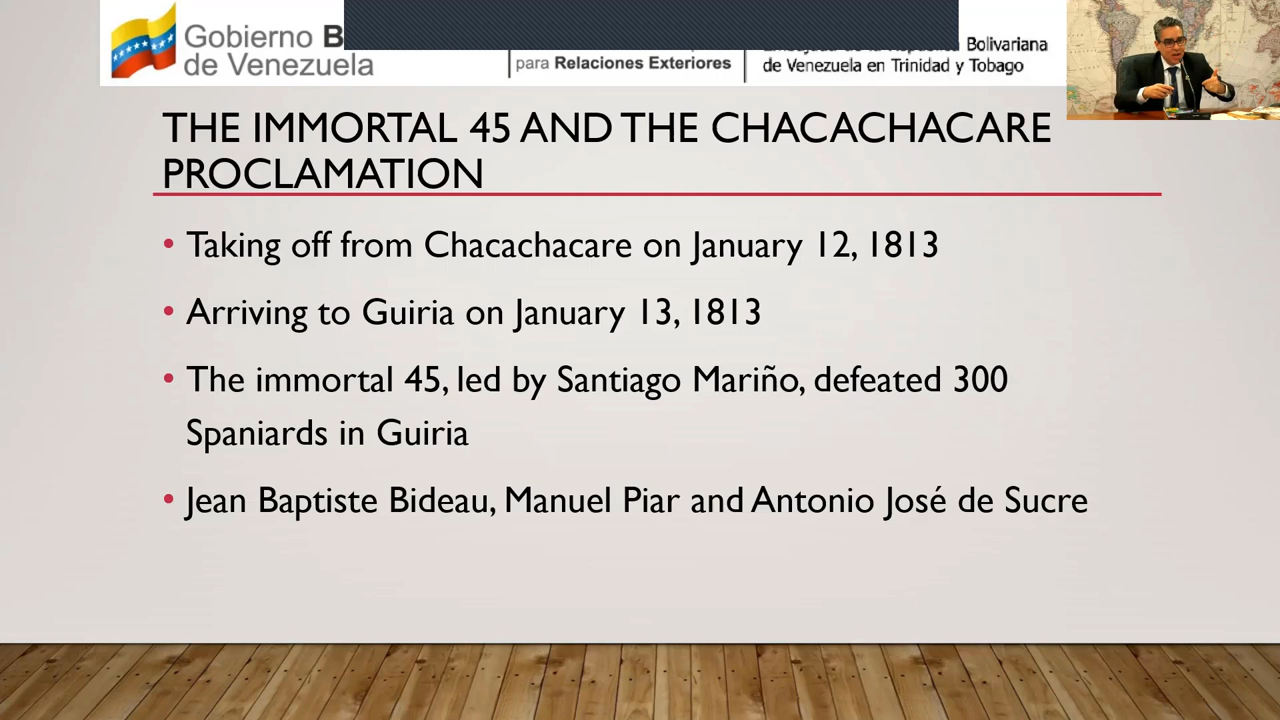 Gobierno B
de Venezuela
para Relaciones Exteriores
Bolivariana
de Venezuela en Trinidad y Tobago
THE IMMORTAL 45 AND THE CHACACHACARE
PROCLAMATION
• Taking off from Chacachacare on January 12, 1813
• Arriving to Guiria on January 13, 1813
• The immortal 45, led by Santiago Mariño, defeated 300
Spaniards in Guiria
• Jean Baptiste Bideau, Manuel Piar and Antonio José de Sucre